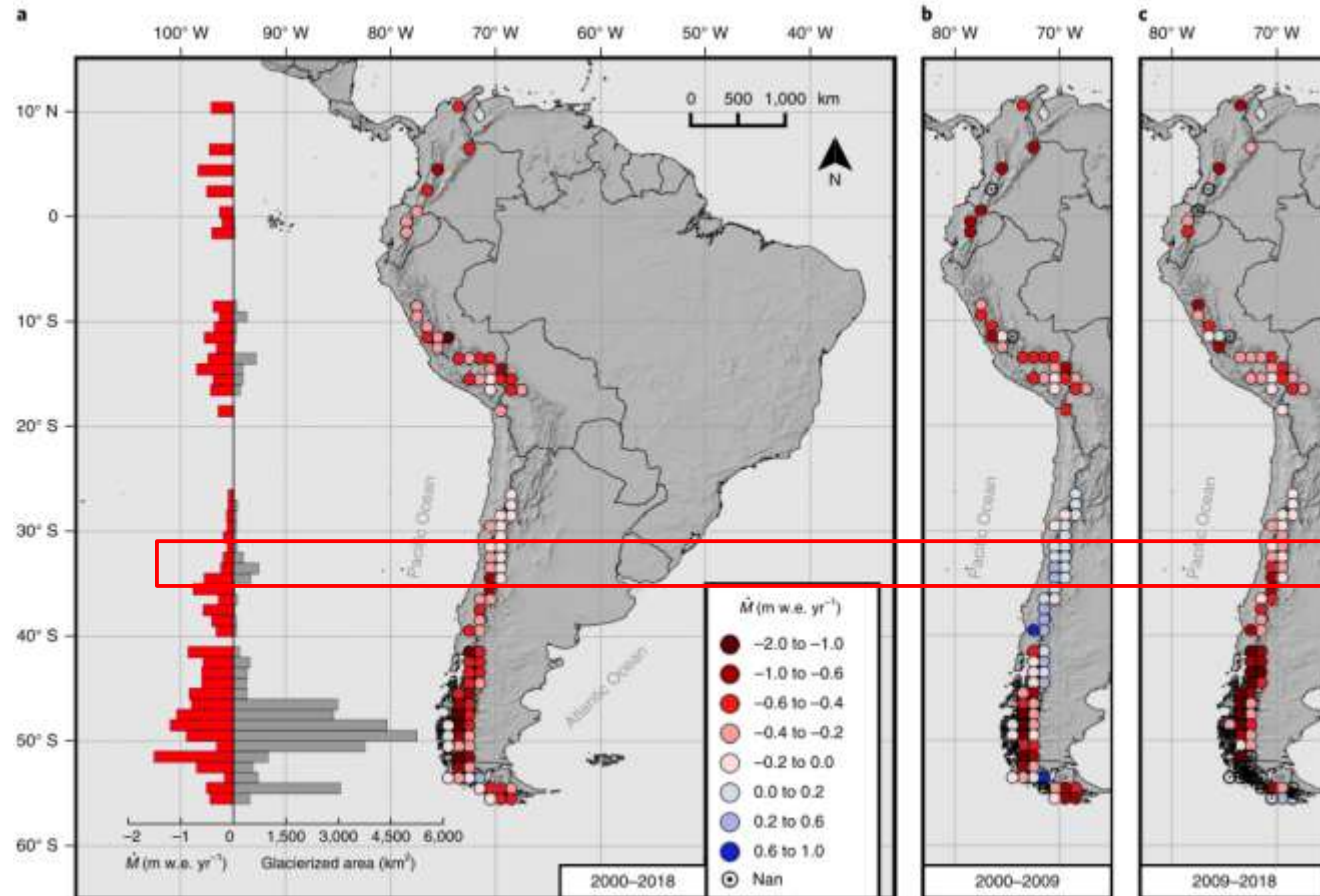 a
b
c
100° W 90° W 80° W 70° W 60° W 50° W 40° W
80° W 70° W
80° W 70° W
0 500 1,000 km
N
10° N
0
10° S
20° S
30° S
40° S
50° S
60° S
Pacific Ocean
Pacific Ocean
Pacific Ocean
Atlantic Ocean
Ṁ (m w.e. yr⁻¹)
−2.0 to −1.0
−1.0 to −0.6
−0.6 to −0.4
−0.4 to −0.2
−0.2 to 0.0
0.0 to 0.2
0.2 to 0.6
0.6 to 1.0
Nan
−2 −1 0 1,500 3,000 4,500 6,000
Ṁ (m w.e. yr⁻¹) Glacierized area (km²)
2000–2018
2000–2009
2009–2018